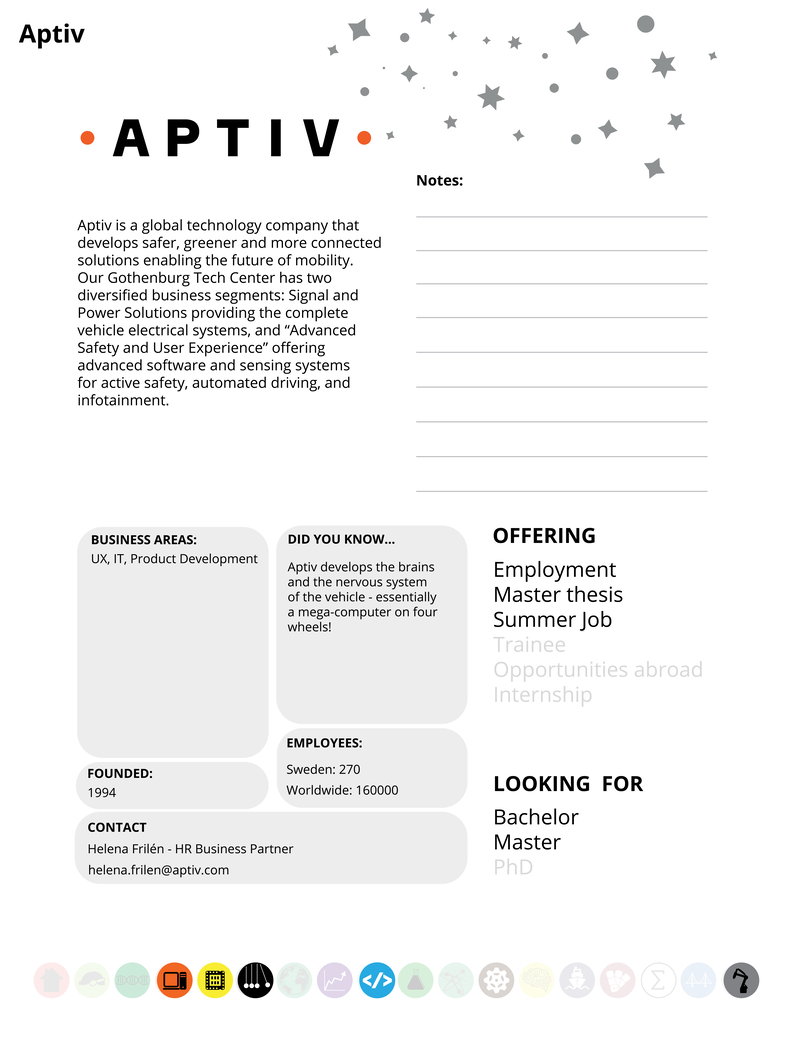 Aptiv
• A P T I V •
Notes:
Aptiv is a global technology company that
develops safer, greener and more connected
solutions enabling the future of mobility.
Our Gothenburg Tech Center has two
diversified business segments: Signal and
Power Solutions providing the complete
vehicle electrical systems, and “Advanced
Safety and User Experience” offering
advanced software and sensing systems
for active safety, automated driving, and
infotainment.
BUSINESS AREAS:
UX, IT, Product Development
DID YOU KNOW...
Aptiv develops the brains
and the nervous system
of the vehicle - essentially
a mega-computer on four
wheels!
FOUNDED:
1994
EMPLOYEES:
Sweden: 270
Worldwide: 160000
CONTACT
Helena Frilén - HR Business Partner
helena.frilen@aptiv.com
OFFERING
Employment
Master thesis
Summer Job
Trainee
Opportunities abroad
Internship
LOOKING FOR
Bachelor
Master
PhD
</>
Σ